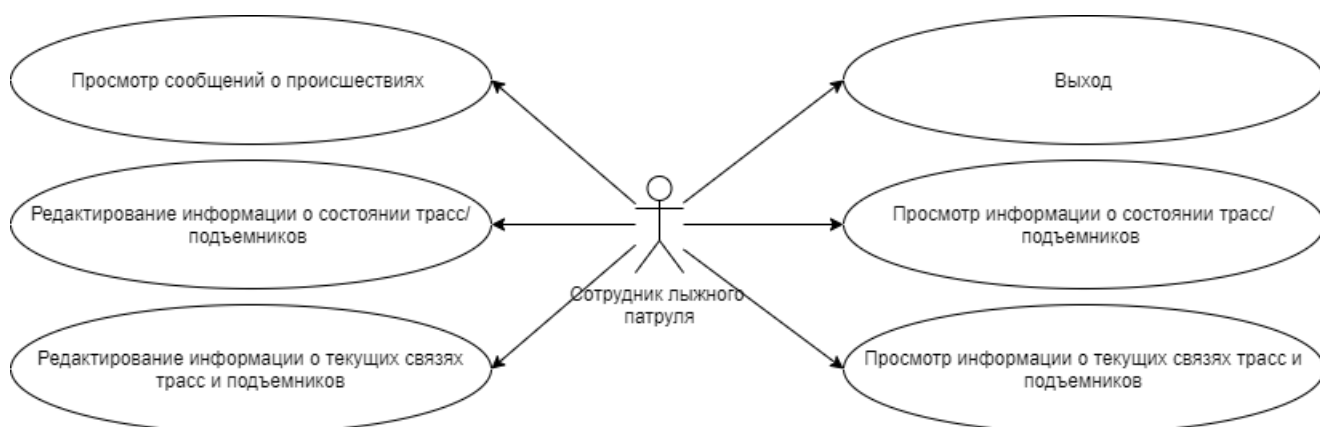 Просмотр сообщений о происшествиях
Выход
Редактирование информации о состоянии трасс/
подъемников
Просмотр информации о состоянии трасс/
подъемников
Сотрудник лыжного
патруля
Редактирование информации о текущих связях
трасс и подъемников
Просмотр информации о текущих связях трасс и
подъемников